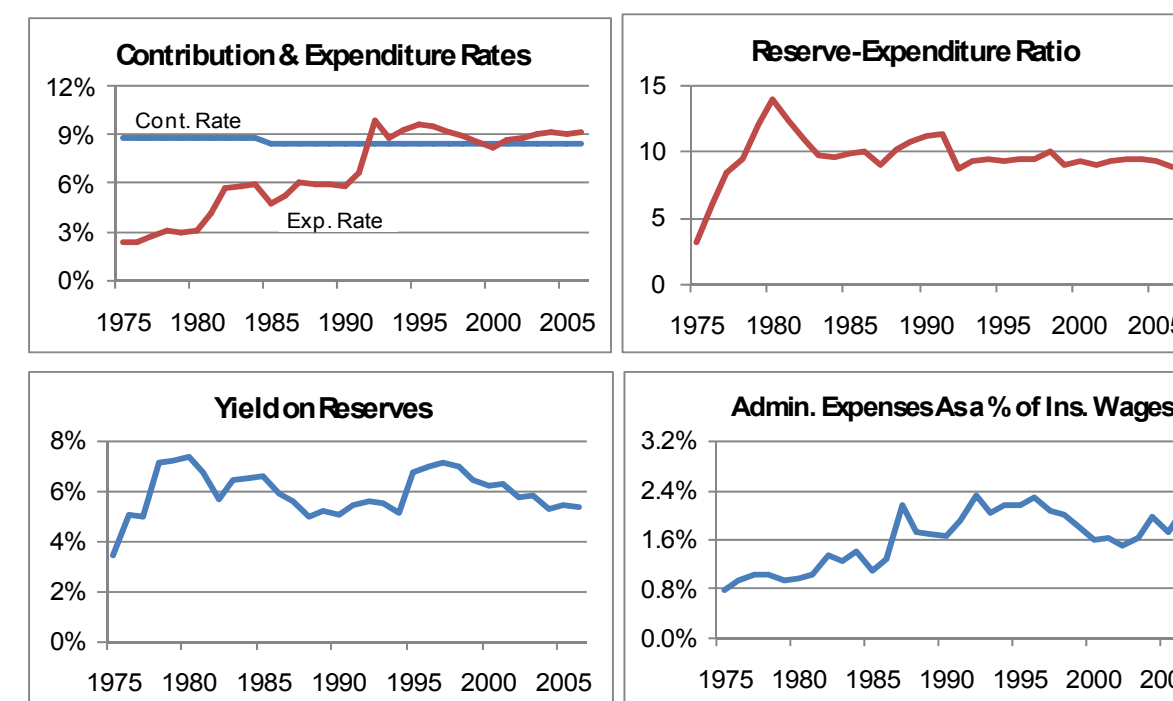 Contribution & Expenditure Rates
12%
Cont. Rate
9%
6%
Exp. Rate
3%
0%
1975 1980 1985 1990 1995 2000 2005
Reserve-Expenditure Ratio
15
10
5
0
1975 1980 1985 1990 1995 2000 2005
Yield on Reserves
8%
6%
4%
2%
0%
1975 1980 1985 1990 1995 2000 2005
Admin. Expenses As a % of Ins. Wages
3.2%
2.4%
1.6%
0.8%
0.0%
1975 1980 1985 1990 1995 2000